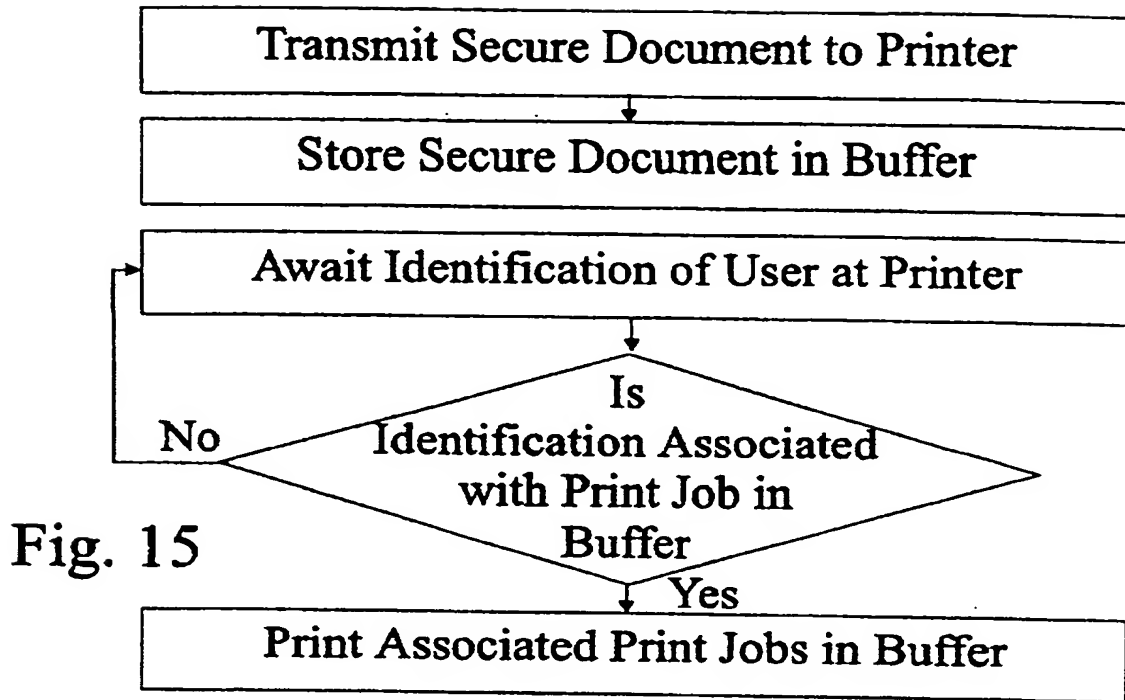 Transmit Secure Document to Printer
Store Secure Document in Buffer
Await Identification of User at Printer
Is
Identification Associated
with Print Job in
Buffer
No
Yes
Fig. 15
Print Associated Print Jobs in Buffer